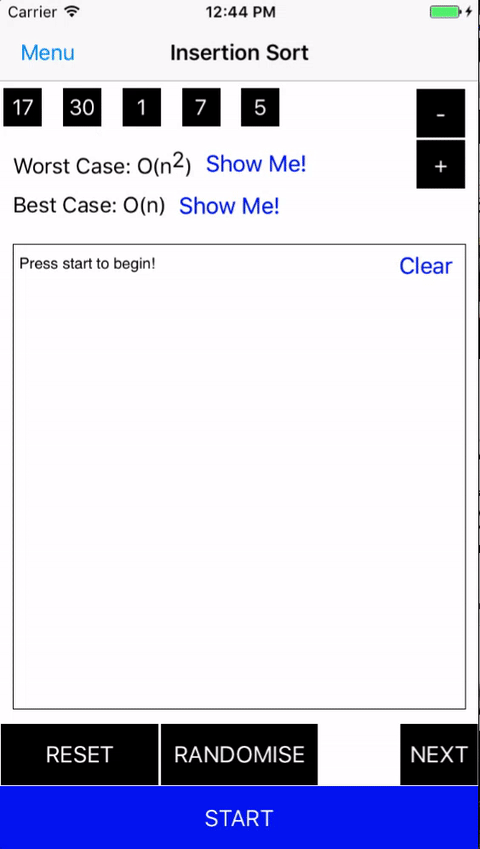 Carrier 12:44 PM
Menu Insertion Sort
17 30 1 7 5 -
+
Worst Case: O(n²) Show Me!
Best Case: O(n) Show Me!
Press start to begin! Clear
RESET RANDOMISE NEXT
START